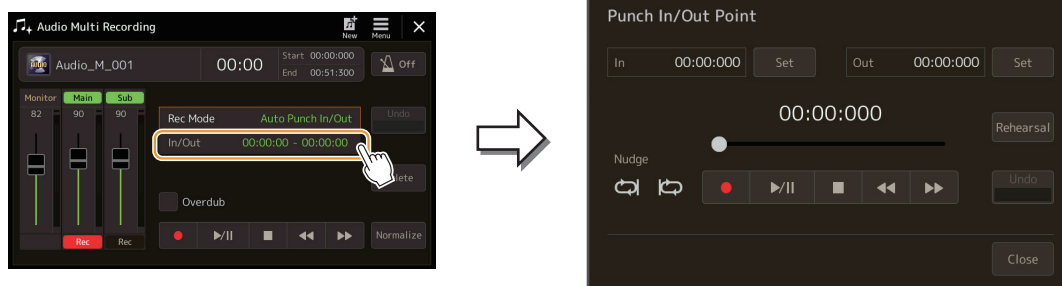 Audio Multi Recording
New
Menu
Audio_M_001
00:00
Start 00:00:000
End 00:51:300
Off
Monitor Main Sub
82 90 90
Rec Mode Auto Punch In/Out
Undo
In/Out 00:00:00 - 00:00:00
Overdub
Rec Rec
Normalize
Punch In/Out Point
In 00:00:000 Set
Out 00:00:000 Set
00:00:000
Rehearsal
Nudge
Undo
Close